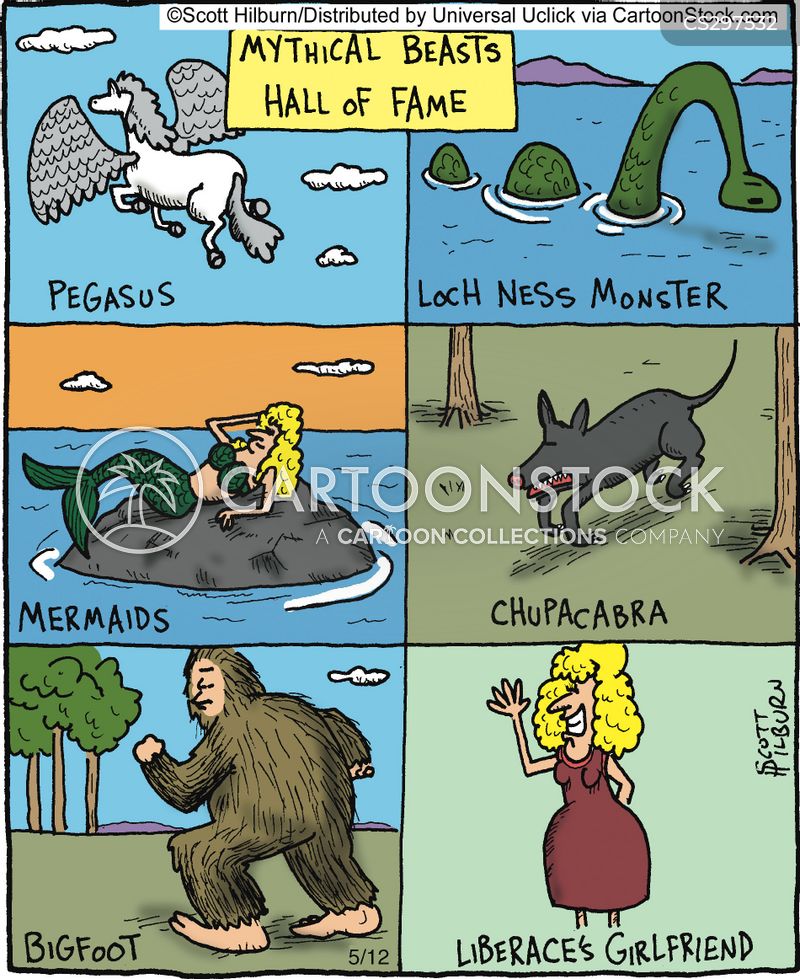 ©Scott Hilburn/Distributed by Universal Uclick via CartoonStock.com
CS297532
MYTHICAL BEASTS
HALL OF FAME
PEGASUS
LOCH NESS MONSTER
CARTOONSTOCK
A CARTOON COLLECTIONS COMPANY
MERMAIDS
CHUPACABRA
SCOTT
HILBURN
BIGFOOT
5/12
LIBERACE'S GIRLFRIEND